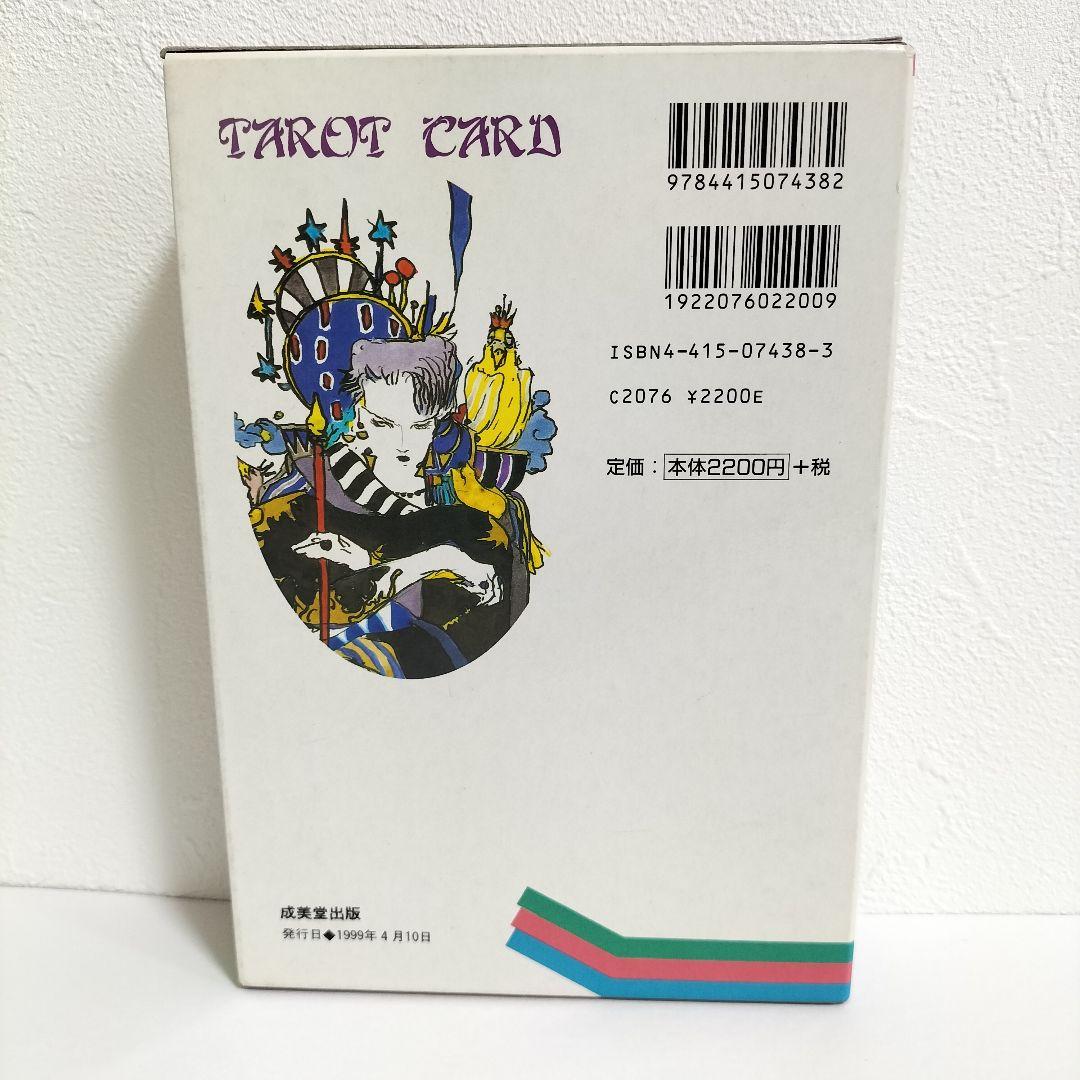 TAROT CARD
9784415074382
1922076022009
ISBN4-415-07438-3
C2076 ¥2200E
定価：本体2200円+税
成美堂出版
発行日◆1999年4月10日